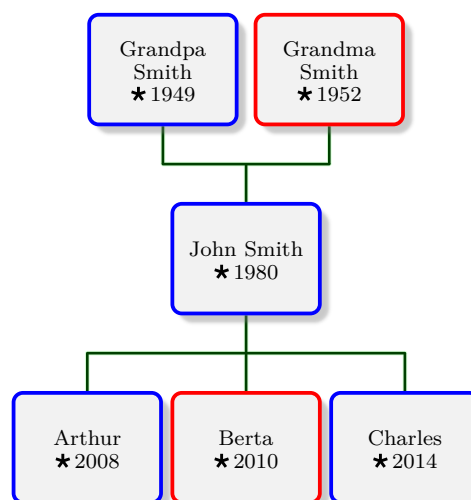 Grandpa
Smith
★1949
Grandma
Smith
★1952
John Smith
★1980
Arthur
★2008
Berta
★2010
Charles
★2014